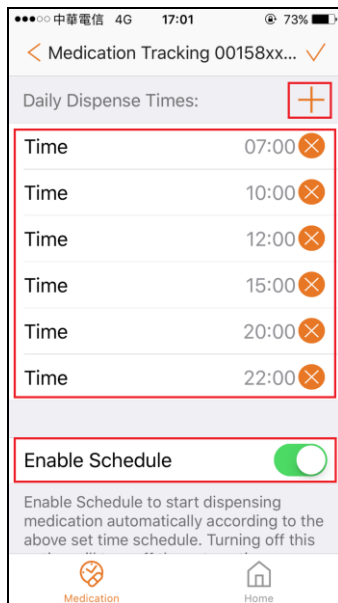 中華電信 4G 17:01 73%
Medication Tracking 00158xx...
Daily Dispense Times:
Time 07:00
Time 10:00
Time 12:00
Time 15:00
Time 20:00
Time 22:00
Enable Schedule
Enable Schedule to start dispensing
medication automatically according to the
above set time schedule. Turning off this
Medication Home